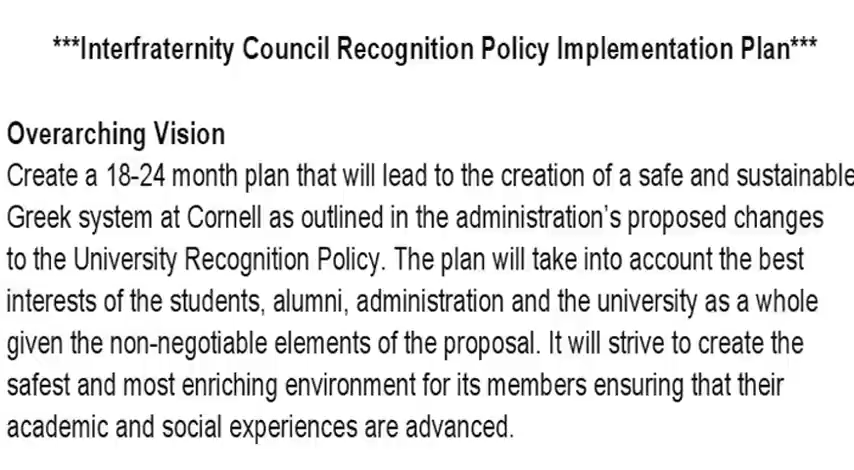 ***Interfraternity Council Recognition Policy Implementation Plan***
Overarching Vision
Create a 18-24 month plan that will lead to the creation of a safe and sustainable
Greek system at Cornell as outlined in the administration's proposed changes
to the University Recognition Policy. The plan will take into account the best
interests of the students, alumni, administration and the university as a whole
given the non-negotiable elements of the proposal. It will strive to create the
safest and most enriching environment for its members ensuring that their
academic and social experiences are advanced.